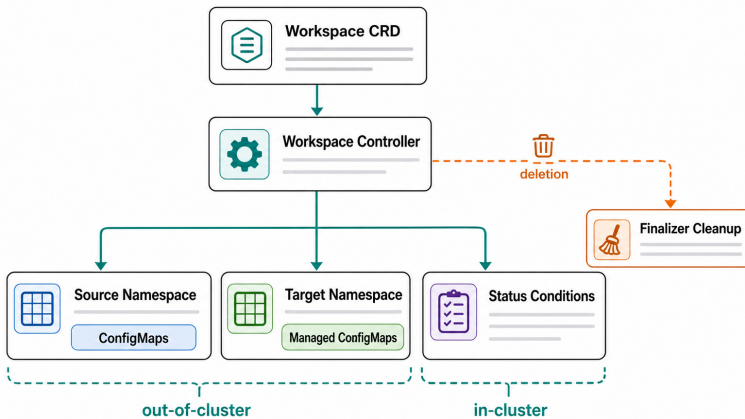 Workspace CRD
Workspace Controller
deletion
Finalizer Cleanup
Source Namespace
ConfigMaps
Target Namespace
Managed ConfigMaps
Status Conditions
out-of-cluster
in-cluster